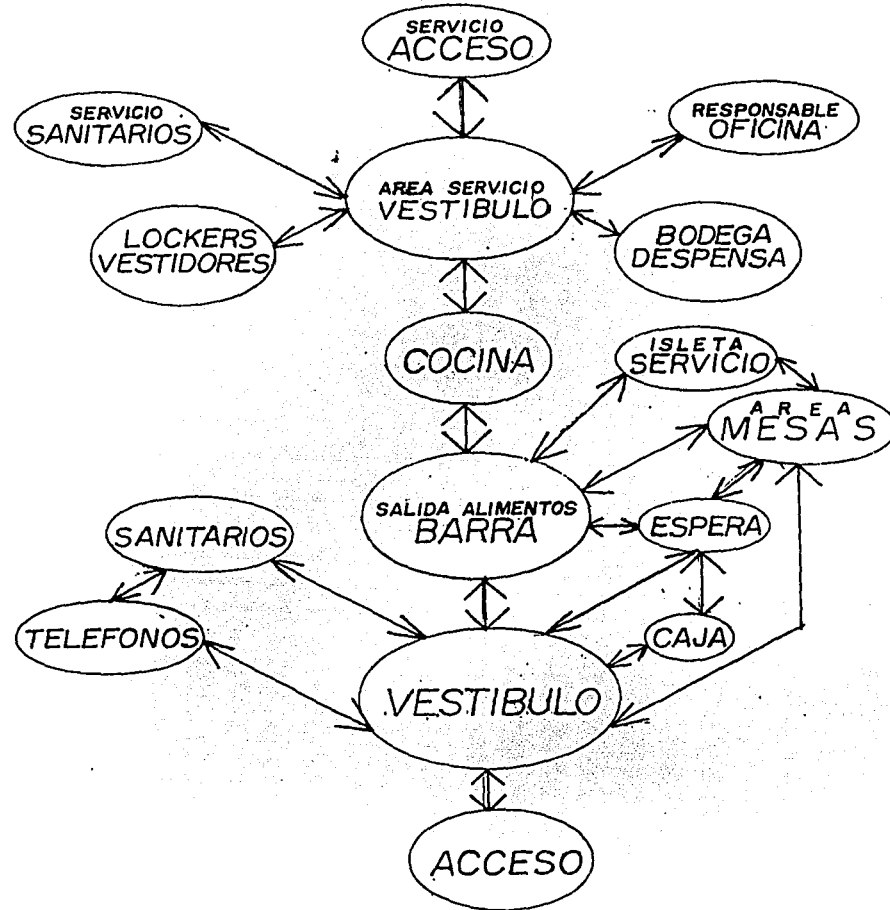 SERVICIO
ACCESO
SERVICIO
SANITARIOS
RESPONSABLE
OFICINA
AREA SERVICIO
VESTIBULO
LOCKERS
VESTIDORES
BODEGA
DESPENSA
COCINA
ISLETA
SERVICIO
AREA
MESAS
SALIDA ALIMENTOS
BARRA
ESPERA
SANITARIOS
TELEFONOS
CAJA
VESTIBULO
ACCESO